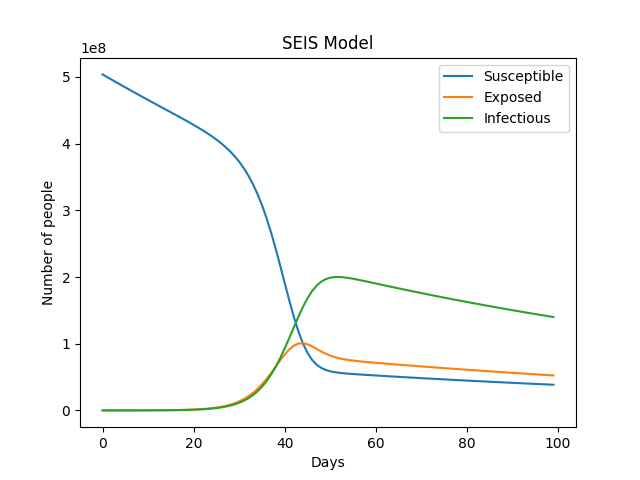 SEIS Model
1e8
Susceptible
Exposed
Infectious
5
4
3
2
1
0
Number of people
0 20 40 60 80 100
Days